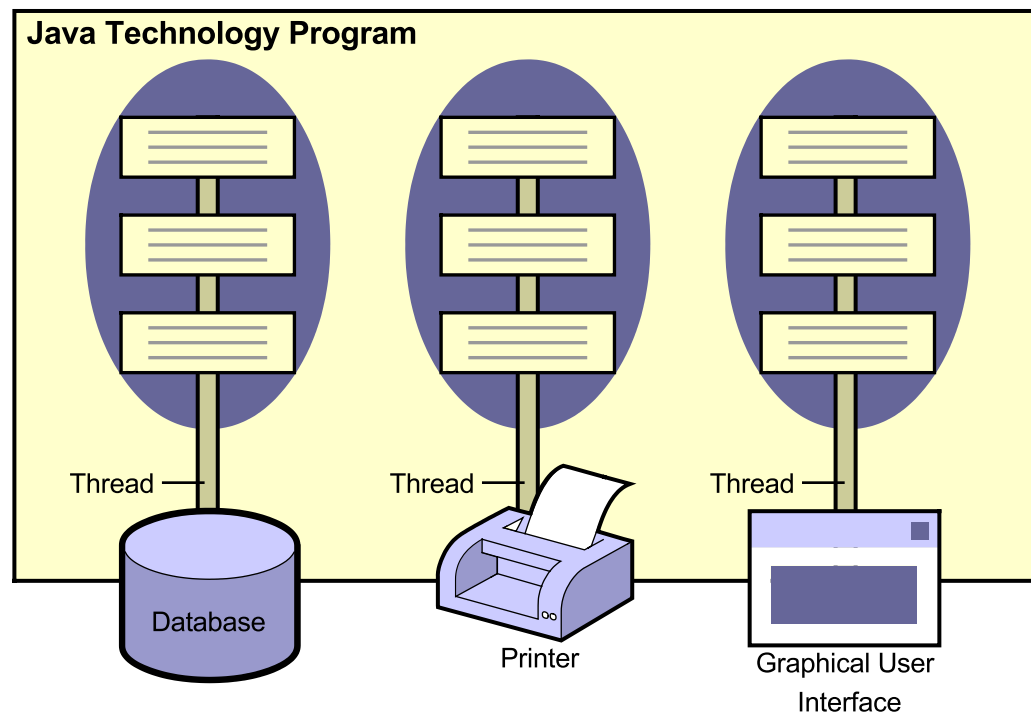 Java Technology Program
Thread
Thread
Thread
Database
Printer
Graphical User
Interface